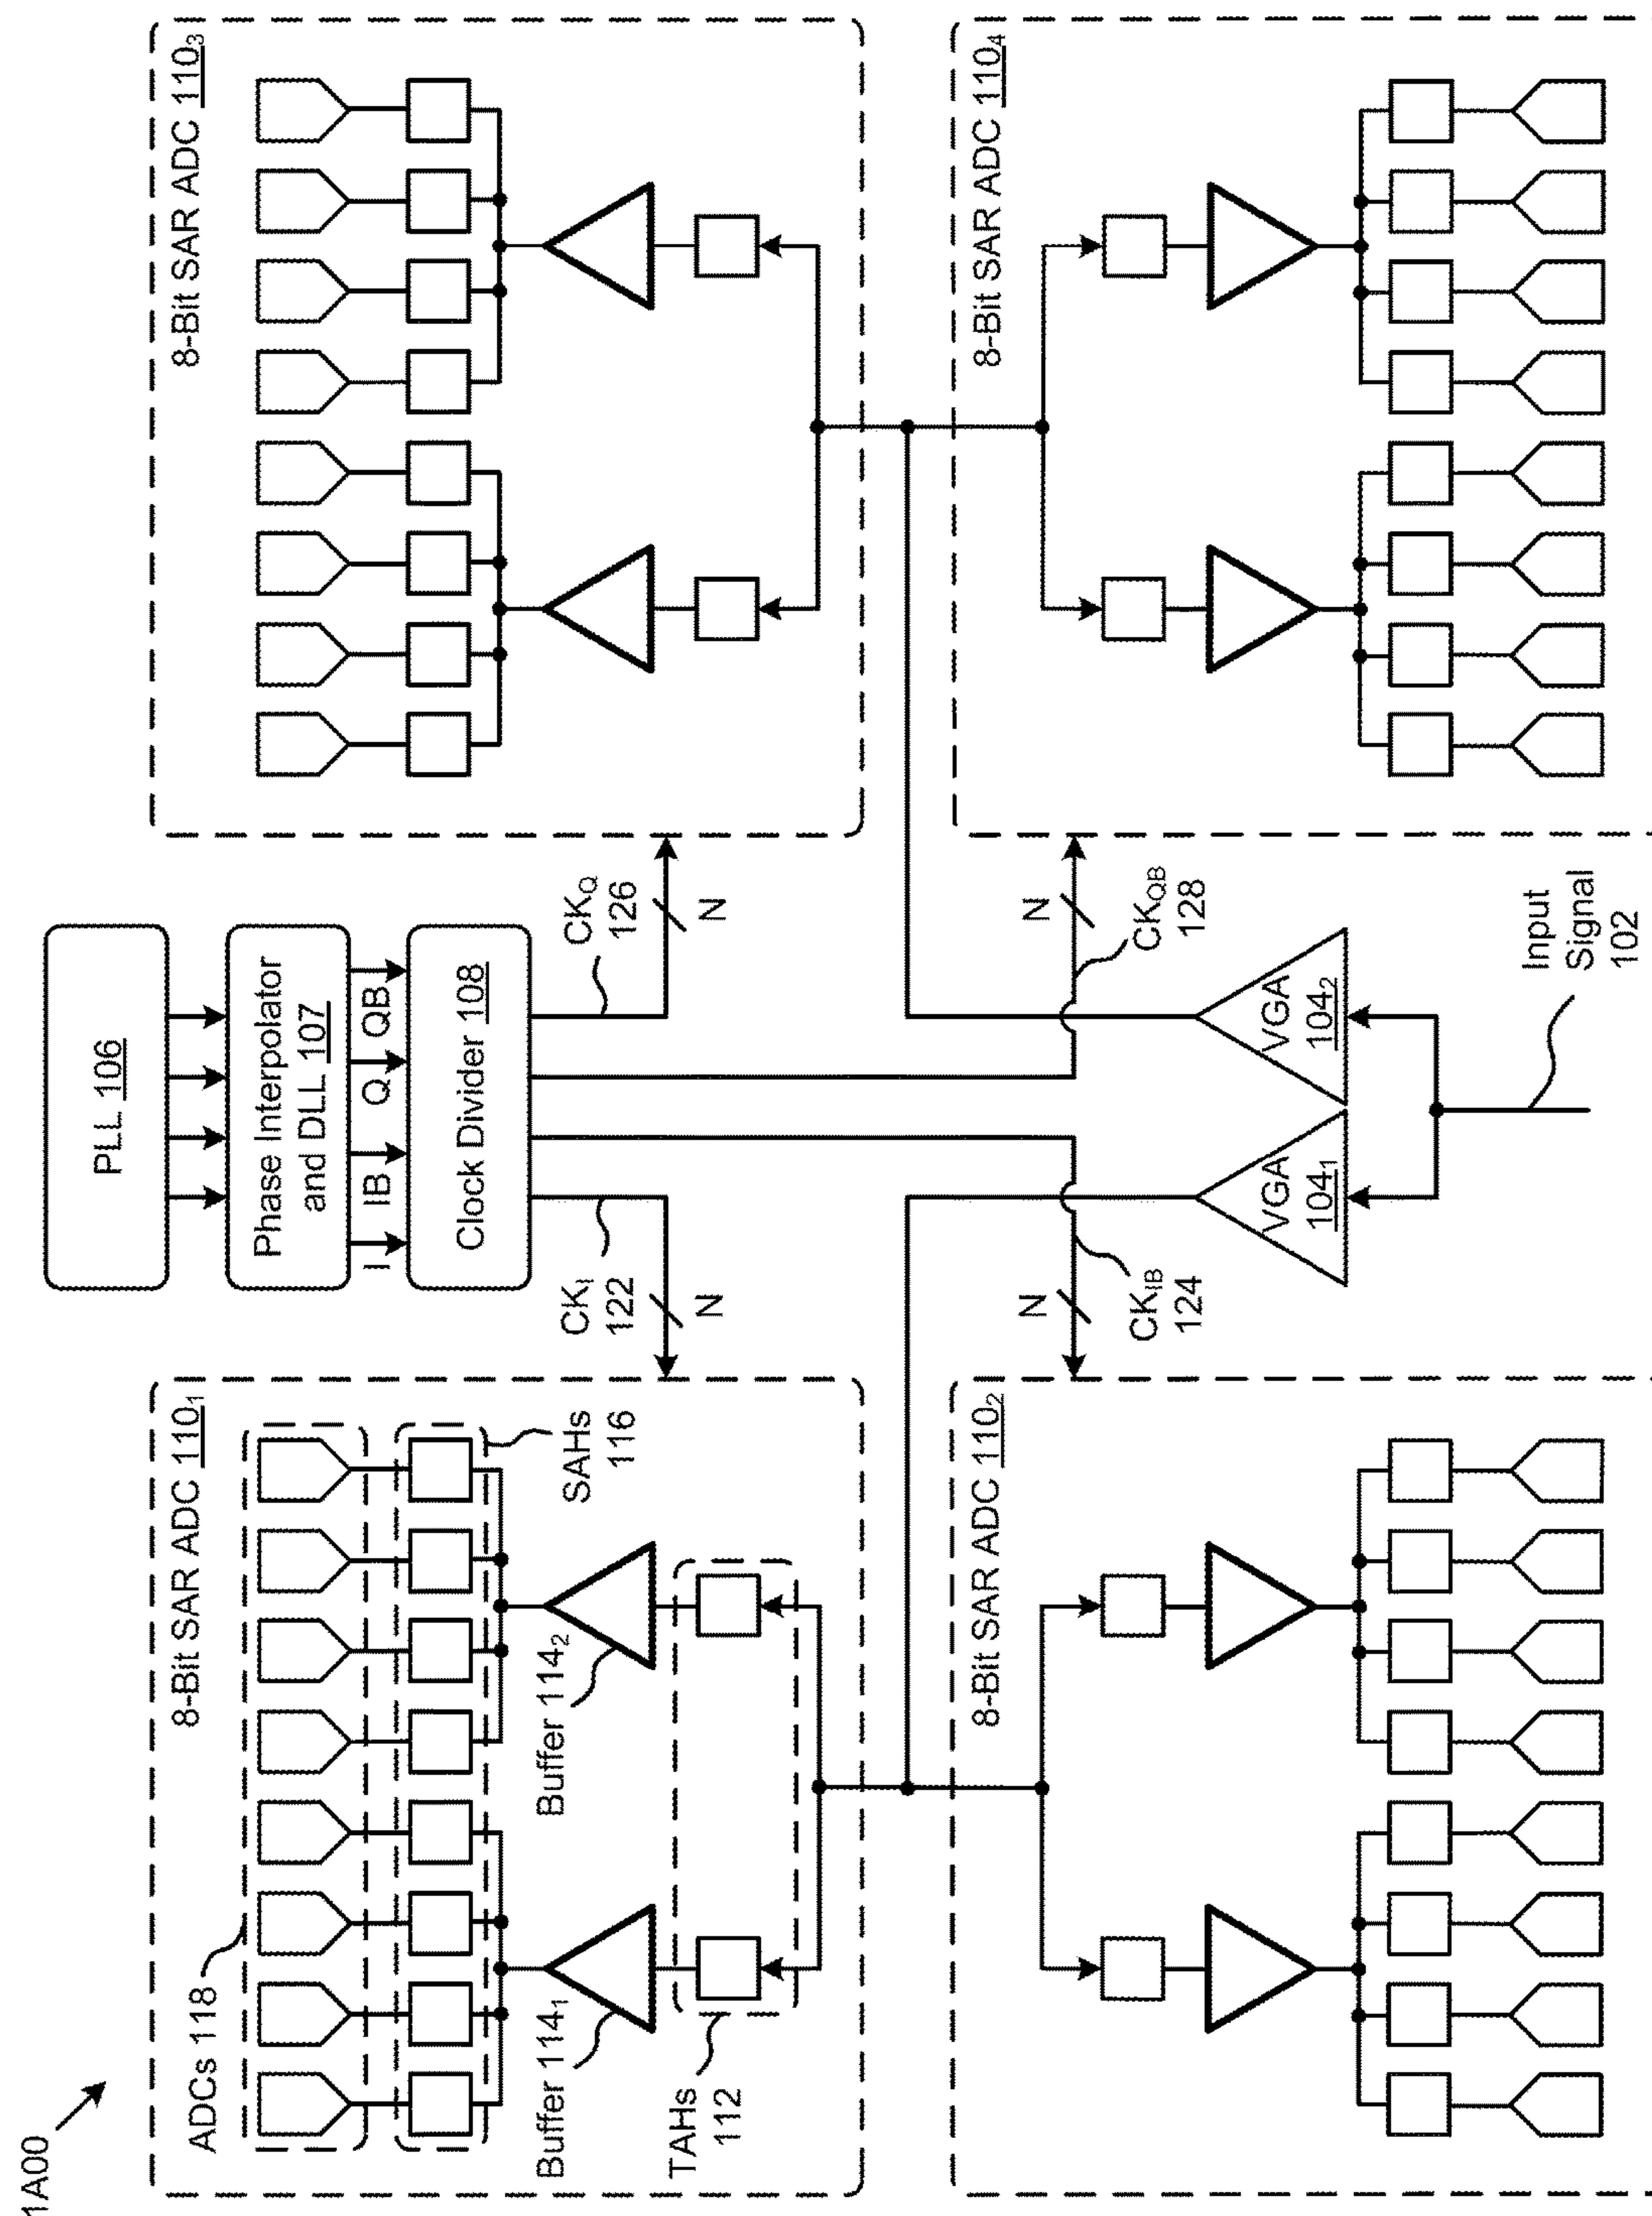 1A00
8-Bit SAR ADC 110₁
ADCs 118
SAHs
116
Buffer 114₁
Buffer 114₂
TAHs
112
PLL 106
Phase Interpolator
and DLL 107
I
IB
Q
QB
Clock Divider 108
CK_I
122
N
CK_Q
126
N
8-Bit SAR ADC 110₃
8-Bit SAR ADC 110₂
N
CK_IB
124
N
CK_QB
128
VGA
104₁
VGA
104₂
Input
Signal
102
8-Bit SAR ADC 110₄